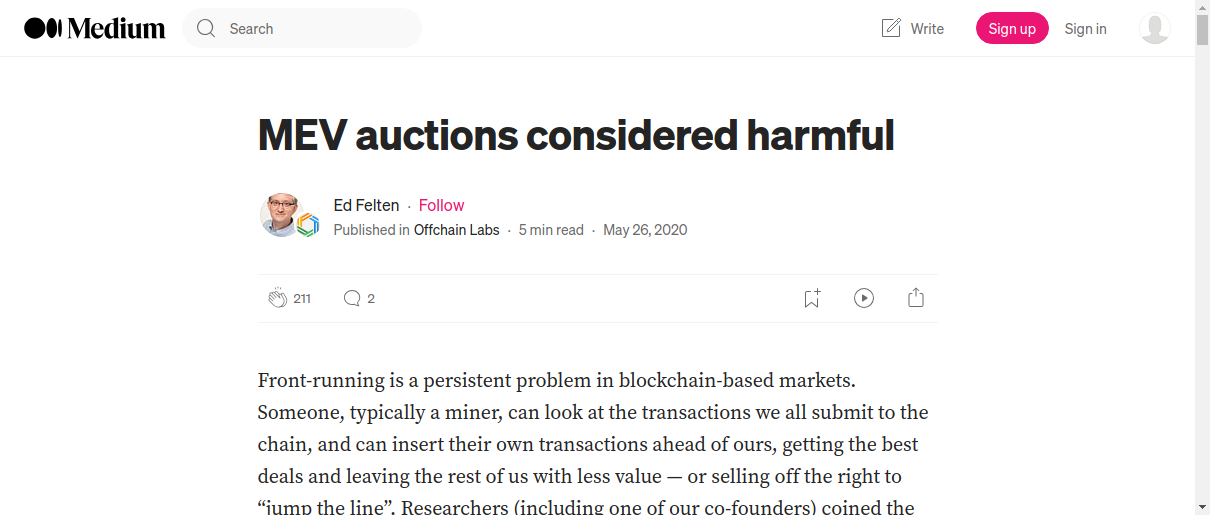 Medium
Search
Write
Sign up
Sign in
MEV auctions considered harmful
Ed Felten · Follow
Published in Offchain Labs · 5 min read · May 26, 2020
211
2
Front-running is a persistent problem in blockchain-based markets.
Someone, typically a miner, can look at the transactions we all submit to the
chain, and can insert their own transactions ahead of ours, getting the best
deals and leaving the rest of us with less value — or selling off the right to
“jump the line”. Researchers (including one of our co-founders) coined the